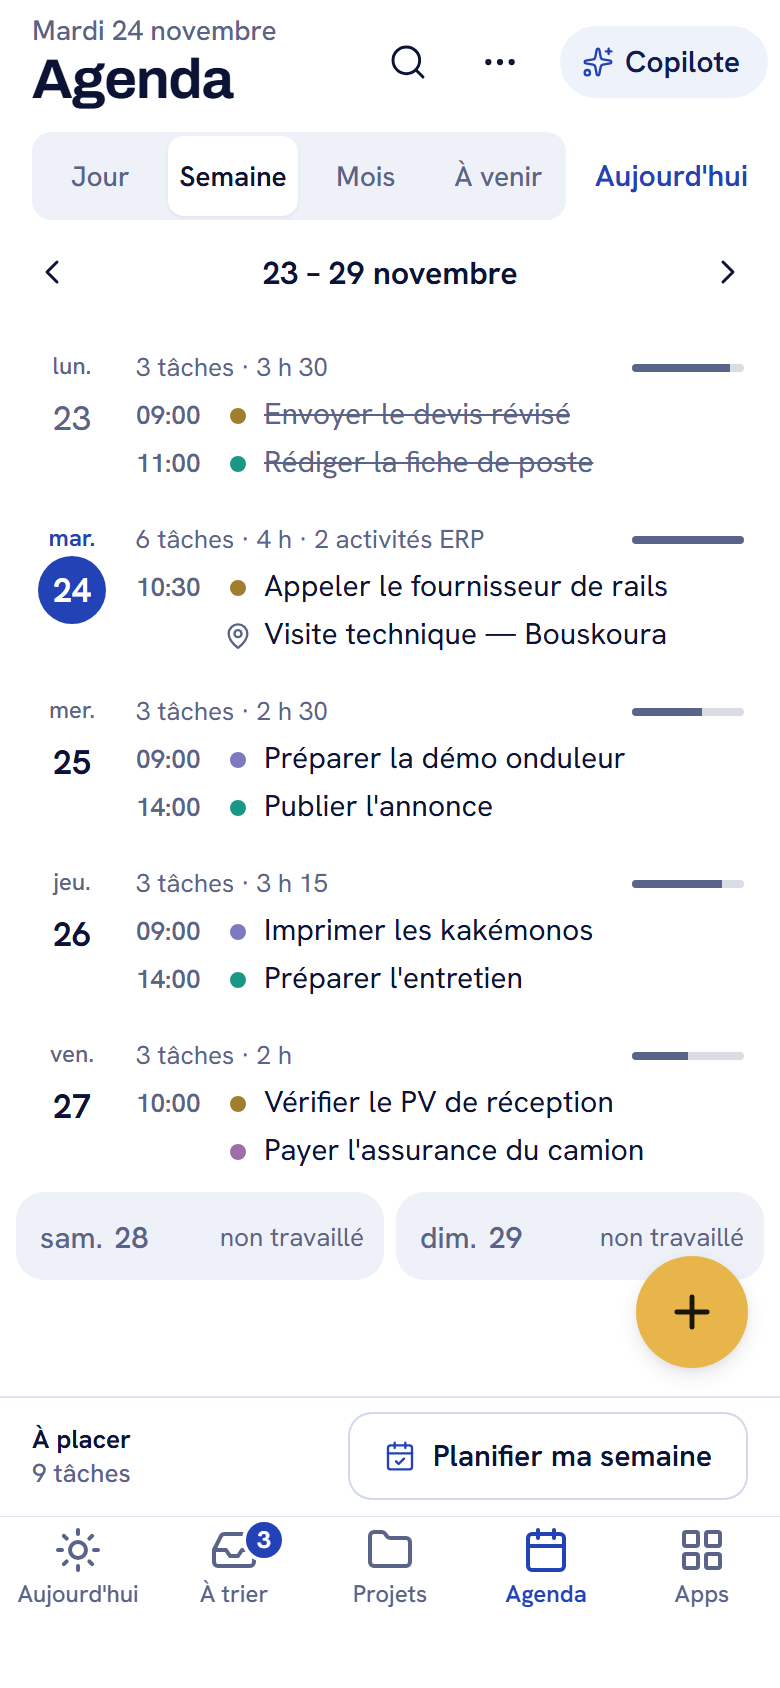 Mardi 24 novembre
Agenda
Copilote
Jour
Semaine
Mois
À venir
Aujourd'hui
23 – 29 novembre
lun.
3 tâches · 3 h 30
23
09:00 Envoyer le devis révisé
11:00 Rédiger la fiche de poste
mar.
6 tâches · 4 h · 2 activités ERP
24
10:30 Appeler le fournisseur de rails
Visite technique — Bouskoura
mer.
3 tâches · 2 h 30
25
09:00 Préparer la démo onduleur
14:00 Publier l'annonce
jeu.
3 tâches · 3 h 15
26
09:00 Imprimer les kakémonos
14:00 Préparer l'entretien
ven.
3 tâches · 2 h
27
10:00 Vérifier le PV de réception
Payer l'assurance du camion
sam. 28 non travaillé
dim. 29 non travaillé
À placer
9 tâches
Planifier ma semaine
3
Aujourd'hui
À trier
Projets
Agenda
Apps